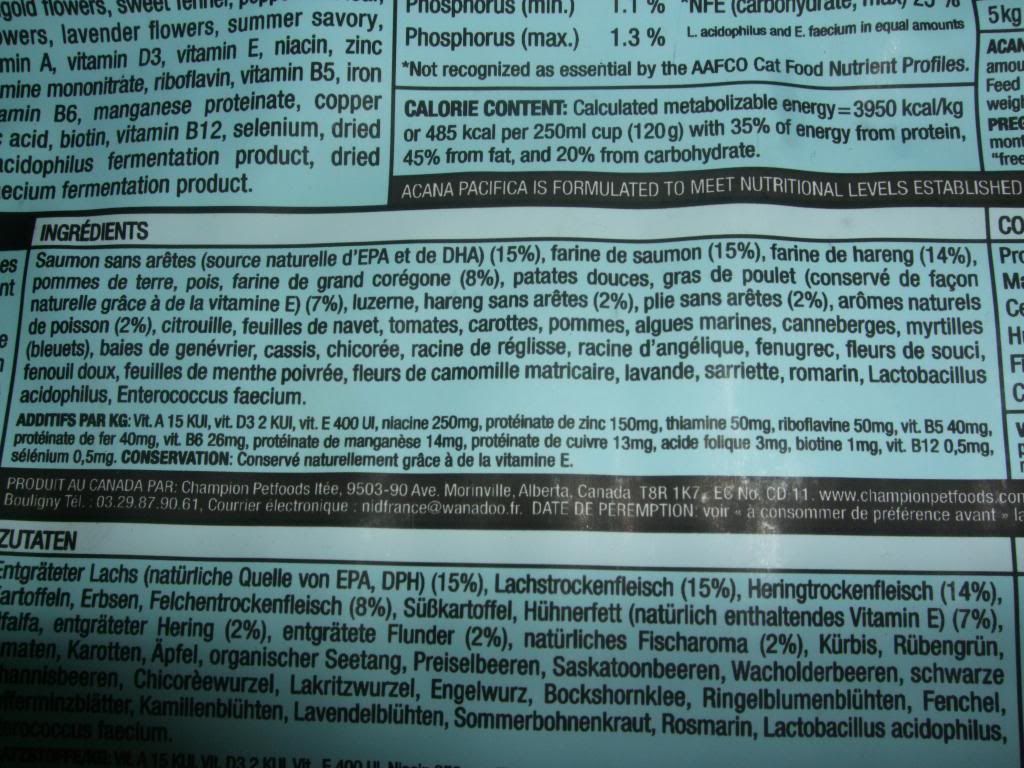 gold flowers, sweet fennel,
lavender flowers, summer savory,
A, vitamin D3, vitamin E, niacin, zinc
mononitrate, riboflavin, vitamin B5, iron
B6, manganese proteinate, copper
acid, biotin, vitamin B12, selenium, dried
acidophilus fermentation product, dried
fermentation product.
Phosphorus (min.) 1.1 % *NFE (carbohydrate, max) 25 %
Phosphorus (max.) 1.3 % L. acidophilus and E. faecium in equal amounts
*Not recognized as essential by the AAFCO Cat Food Nutrient Profiles.
CALORIE CONTENT: Calculated metabolizable energy=3950 kcal/kg
or 485 kcal per 250ml cup (120g) with 35% of energy from protein,
45% from fat, and 20% from carbohydrate.
ACANA PACIFICA IS FORMULATED TO MEET NUTRITIONAL LEVELS ESTABLISHED
5kg
Feed
INGRÉDIENTS
Saumon sans arêtes (source naturelle d'EPA et de DHA) (15%), farine de saumon (15%), farine de hareng (14%),
pommes de terre, pois, farine de grand corégone (8%), patates douces, gras de poulet (conservé de façon
naturelle grâce à de la vitamine E) (7%), luzerne, hareng sans arêtes (2%), plie sans arêtes (2%), arômes naturels
de poisson (2%), citrouille, feuilles de navet, tomates, carottes, pommes, algues marines, canneberges, myrtilles
(bleuets), baies de genévrier, cassis, chicorée, racine de réglisse, racine d'angélique, fenugrec, fleurs de souci,
fenouil doux, feuilles de menthe poivrée, fleurs de camomille matricaire, lavande, sarriette, romarin, Lactobacillus
acidophilus, Enterococcus faecium.
ADDITIFS PAR KG: Vit. A 15 KUI, vit. D3 2 KUI, vit. E 400 UI, niacine 250mg, protéinate de zinc 150mg, thiamine 50mg, riboflavine 50mg, vit. B5 40mg,
protéinate de fer 40mg, vit. B6 26mg, protéinate de manganèse 14mg, protéinate de cuivre 13mg, acide folique 3mg, biotine 1mg, vit. B12 0,5mg,
sélénium 0,5mg. CONSERVATION: Conservé naturellement grâce à de la vitamine E.
PRODUIT AU CANADA PAR: Champion Petfoods ltée, 9503-90 Ave. Morinville, Alberta, Canada T8R 1K7, EC No. CD 11. www.championpetfoods.com
Bouligny Tél. : 03.29.87.90.61, Courrier électronique : nidfrance@wanadoo.fr. DATE DE PÉREMPTION: voir « à consommer de préférence avant » la
ZUTATEN
Entgräteter Lachs (natürliche Quelle von EPA, DPH) (15%), Lachstrockenfleisch (15%), Heringtrockenfleisch (14%),
Kartoffeln, Erbsen, Felchentrockenfleisch (8%), Süßkartoffel, Hühnerfett (natürlich enthaltendes Vitamin E) (7%),
entgräteter Hering (2%), entgrätete Flunder (2%), natürliches Fischaroma (2%), Kürbis, Rübengrün,
Karotten, Äpfel, organischer Seetang, Preiselbeeren, Saskatoonbeeren, Wacholderbeeren, schwarze
Chicorèewurzel, Lakritzwurzel, Engelwurz, Bockshornklee, Ringelblumenblühten, Fenchel,
Kamillenblühten, Lavendelblühten, Sommerbohnenkraut, Rosmarin, Lactobacillus acidophilus,
faecium.